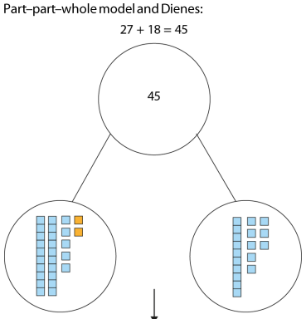 Part–part–whole model and Dienes:
27 + 18 = 45
45